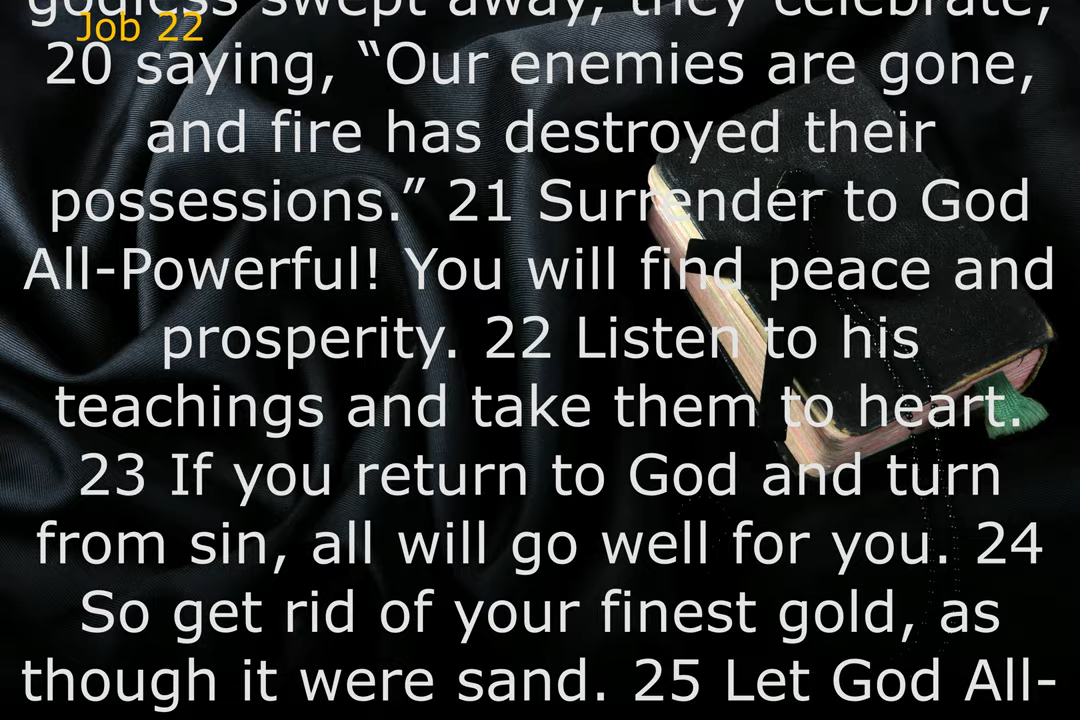 godless swept away, they celebrate,
Job 22
20 saying, “Our enemies are gone,
and fire has destroyed their
possessions.” 21 Surrender to God
All-Powerful! You will find peace and
prosperity. 22 Listen to his
teachings and take them to heart.
23 If you return to God and turn
from sin, all will go well for you. 24
So get rid of your finest gold, as
though it were sand. 25 Let God All-